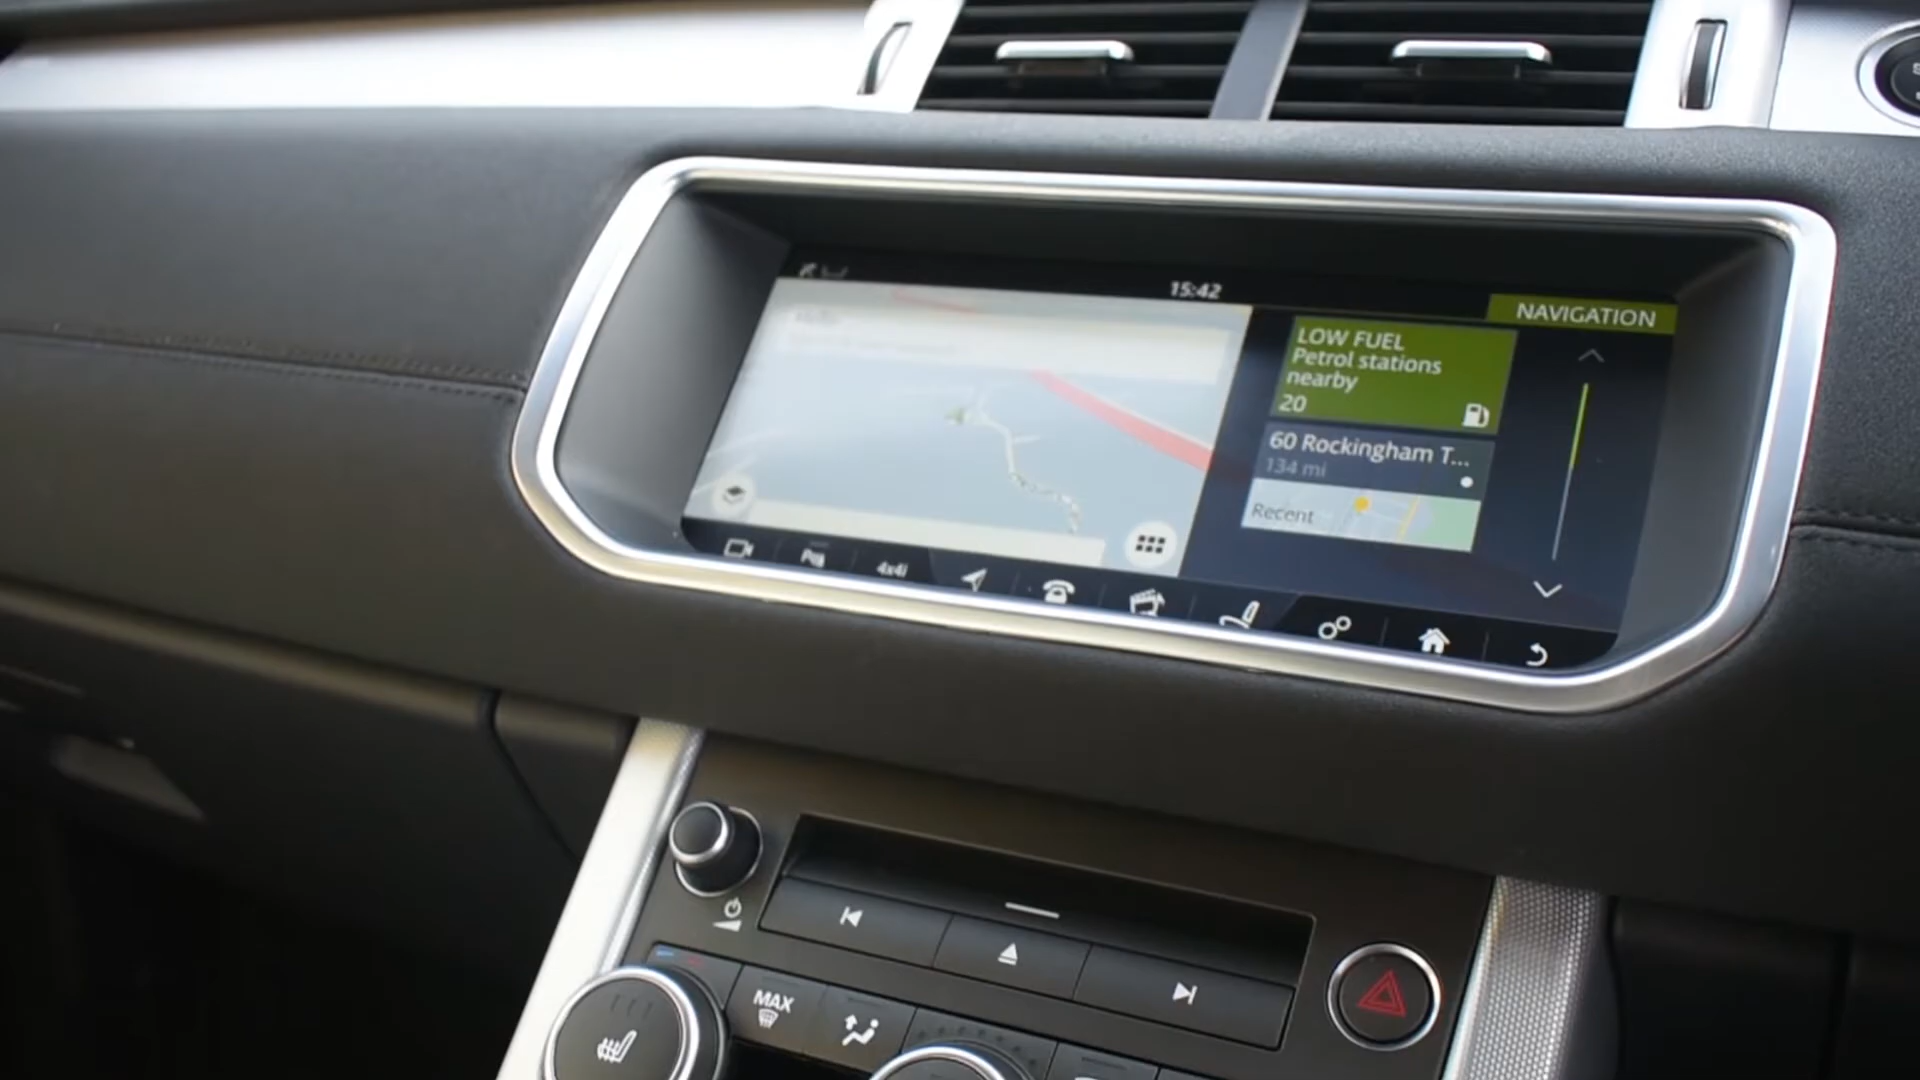 15:42
NAVIGATION
LOW FUEL
Petrol stations
nearby
20
60 Rockingham T...
134 mi
Recent
4x4i
MAX